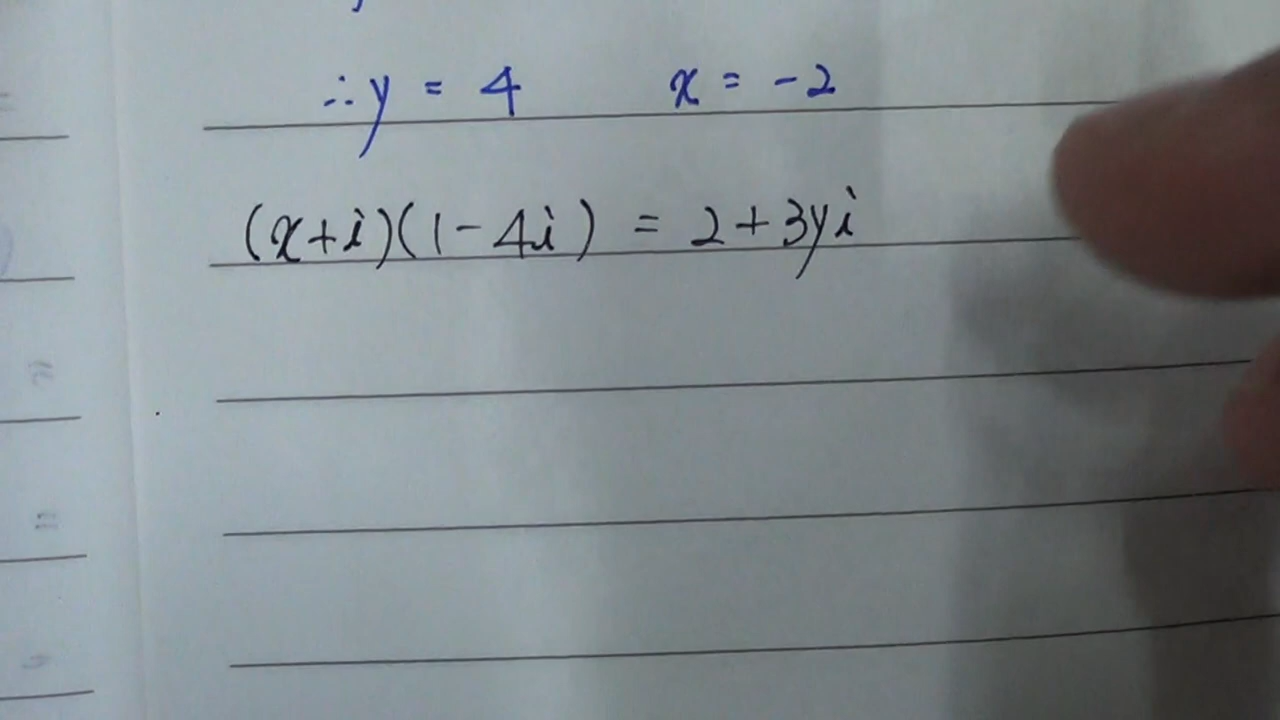 ∴ y = 4 x = -2
(x+i)(1-4i) = 2+3yi